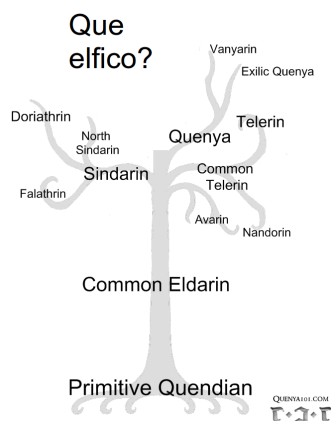 Que
elfico?
Vanyarin
Exilic Quenya
Doriathrin
North
Sindarin
Telerin
Quenya
Sindarin
Common
Telerin
Falathrin
Avarin
Nandorin
Common Eldarin
Primitive Quendian
QUENYA101.COM